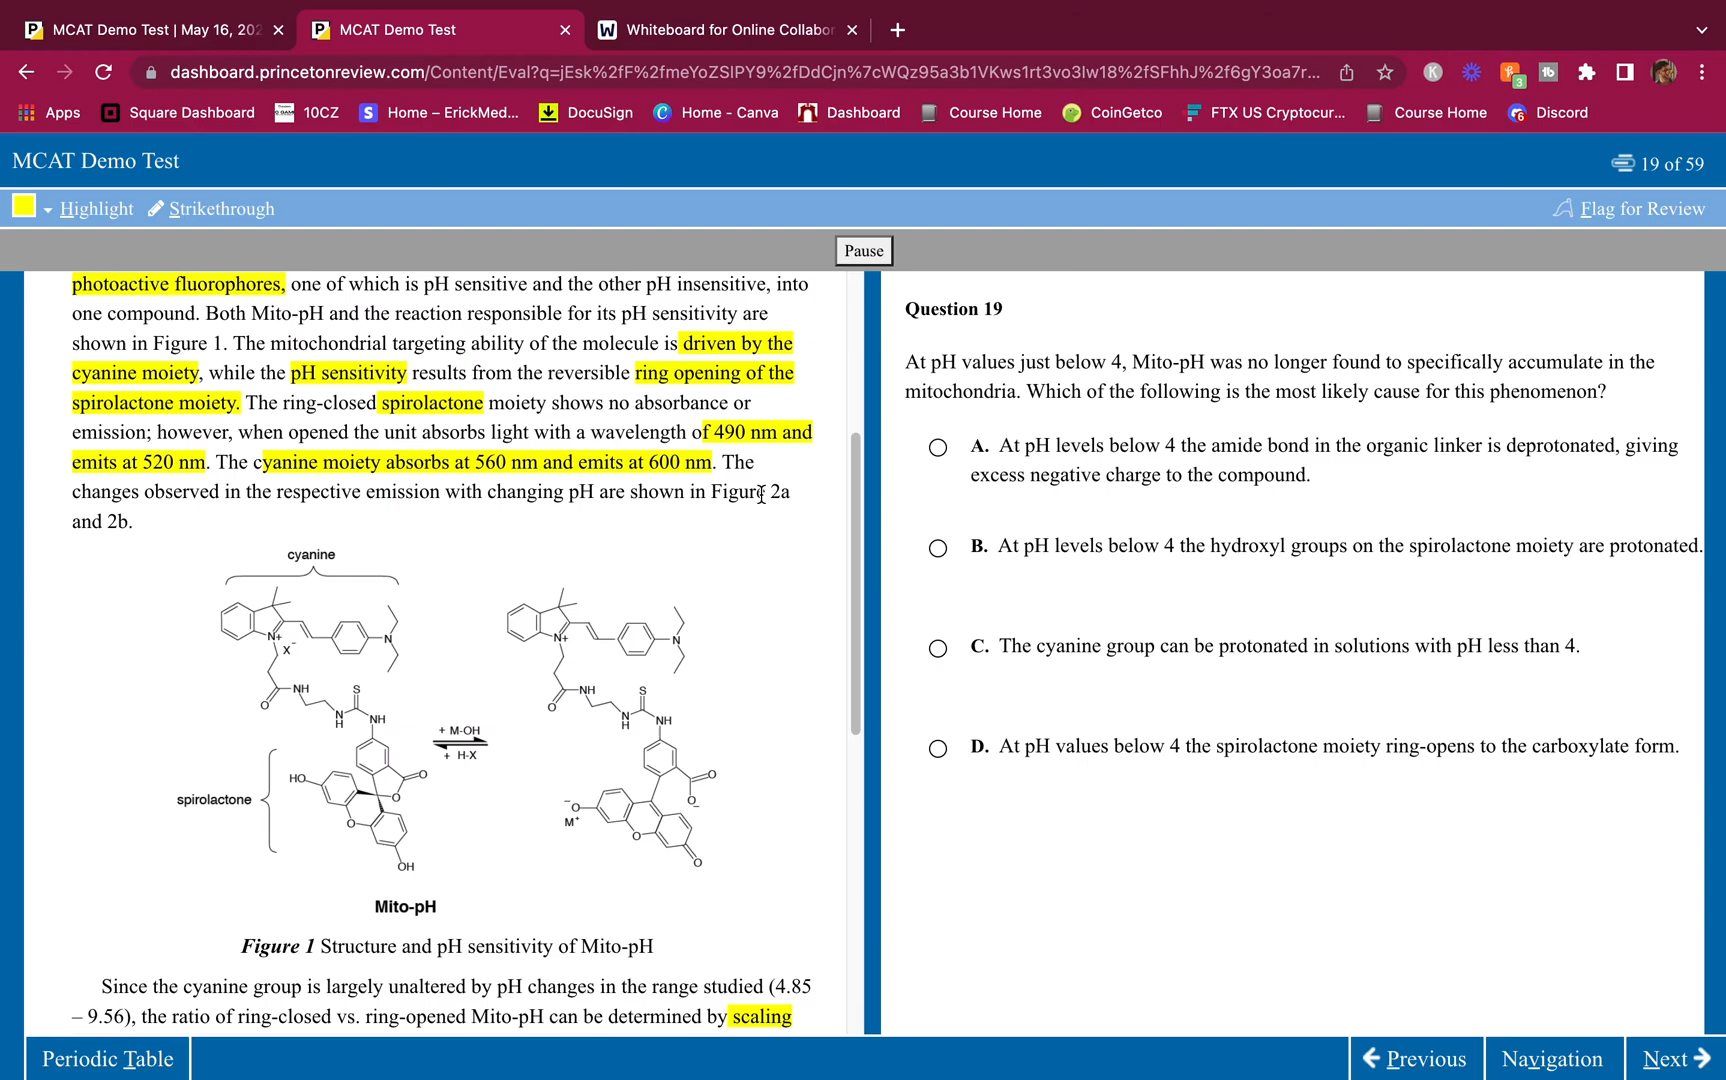 MCAT Demo Test | May 16, 202
MCAT Demo Test
Whiteboard for Online Collabor
dashboard.princetonreview.com/Content/Eval?q=jEsk%2fF%2fmeYoZSIPY9%2fDdCjn%7cWQz95a3b1VKws1rt3vo3lw18%2fSFhhJ%2f6gY3oa7r...
Apps
Square Dashboard
10CZ
Home – ErickMed...
DocuSign
Home - Canva
Dashboard
Course Home
CoinGetco
FTX US Cryptocur...
Course Home
Discord
MCAT Demo Test
19 of 59
Highlight
Strikethrough
Flag for Review
Pause
photoactive fluorophores, one of which is pH sensitive and the other pH insensitive, into
one compound. Both Mito-pH and the reaction responsible for its pH sensitivity are
shown in Figure 1. The mitochondrial targeting ability of the molecule is driven by the
cyanine moiety, while the pH sensitivity results from the reversible ring opening of the
spirolactone moiety. The ring-closed spirolactone moiety shows no absorbance or
emission; however, when opened the unit absorbs light with a wavelength of 490 nm and
emits at 520 nm. The cyanine moiety absorbs at 560 nm and emits at 600 nm. The
changes observed in the respective emission with changing pH are shown in Figure 2a
and 2b.
cyanine
N+
X-
N
O
NH
S
N
H
NH
+ M-OH
+ H-X
HO
O
O
O
OH
spirolactone
N+
N
O
NH
S
N
H
NH
O
O-
-O
M+
O
O
Mito-pH
Figure 1 Structure and pH sensitivity of Mito-pH
Since the cyanine group is largely unaltered by pH changes in the range studied (4.85
– 9.56), the ratio of ring-closed vs. ring-opened Mito-pH can be determined by scaling
Question 19
At pH values just below 4, Mito-pH was no longer found to specifically accumulate in the
mitochondria. Which of the following is the most likely cause for this phenomenon?
A. At pH levels below 4 the amide bond in the organic linker is deprotonated, giving
excess negative charge to the compound.
B. At pH levels below 4 the hydroxyl groups on the spirolactone moiety are protonated.
C. The cyanine group can be protonated in solutions with pH less than 4.
D. At pH values below 4 the spirolactone moiety ring-opens to the carboxylate form.
Periodic Table
Previous
Navigation
Next